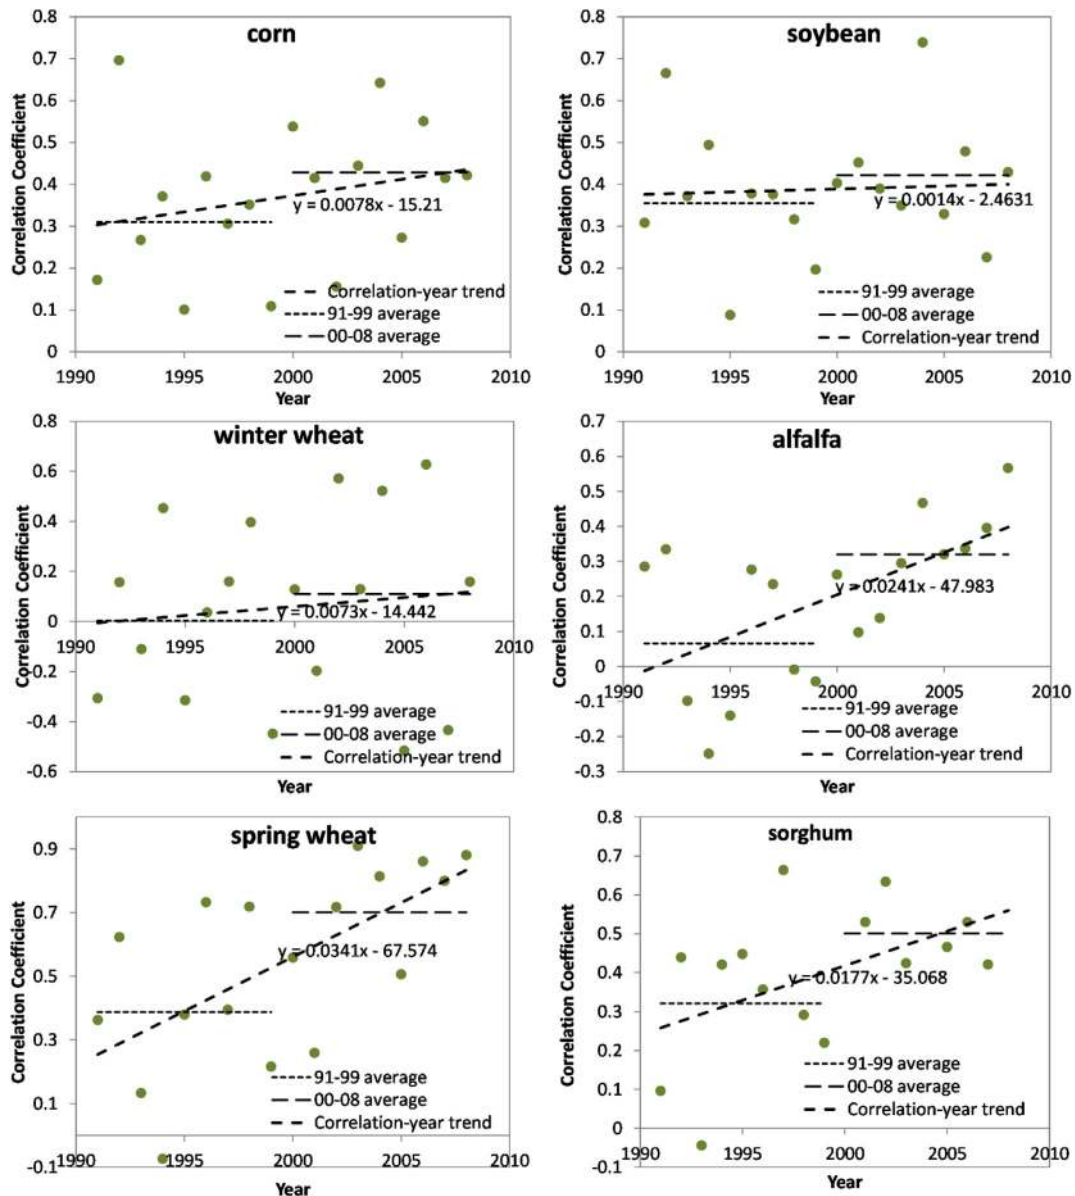 corn
0.8
0.7
0.6
0.5
0.4
0.3
0.2
0.1
0
Correlation Coefficient
y = 0.0078x - 15.21
Correlation-year trend
91-99 average
00-08 average
1990 1995 2000 2005 2010
Year
soybean
0.8
0.7
0.6
0.5
0.4
0.3
0.2
0.1
0
Correlation Coefficient
y = 0.0014x - 2.4631
91-99 average
00-08 average
Correlation-year trend
1990 1995 2000 2005 2010
Year
winter wheat
0.8
0.6
0.4
0.2
0
-0.2
-0.4
-0.6
Correlation Coefficient
y = 0.0073x - 14.442
1990 1995 2000 2005 2010
91-99 average
00-08 average
Correlation-year trend
Year
alfalfa
0.7
0.6
0.5
0.4
0.3
0.2
0.1
0
-0.1
-0.2
-0.3
Correlation Coefficient
y = 0.0241x - 47.983
1990 1995 2000 2005 2010
91-99 average
00-08 average
Correlation-year trend
Year
spring wheat
0.9
0.7
0.5
0.3
0.1
-0.1
Correlation Coefficient
y = 0.0341x - 67.574
91-99 average
00-08 average
Correlation-year trend
1990 1995 2000 2005 2010
Year
sorghum
0.8
0.7
0.6
0.5
0.4
0.3
0.2
0.1
0
-0.1
Correlation Coefficient
y = 0.0177x - 35.068
91-99 average
00-08 average
Correlation-year trend
1990 1995 2000 2005 2010
Year